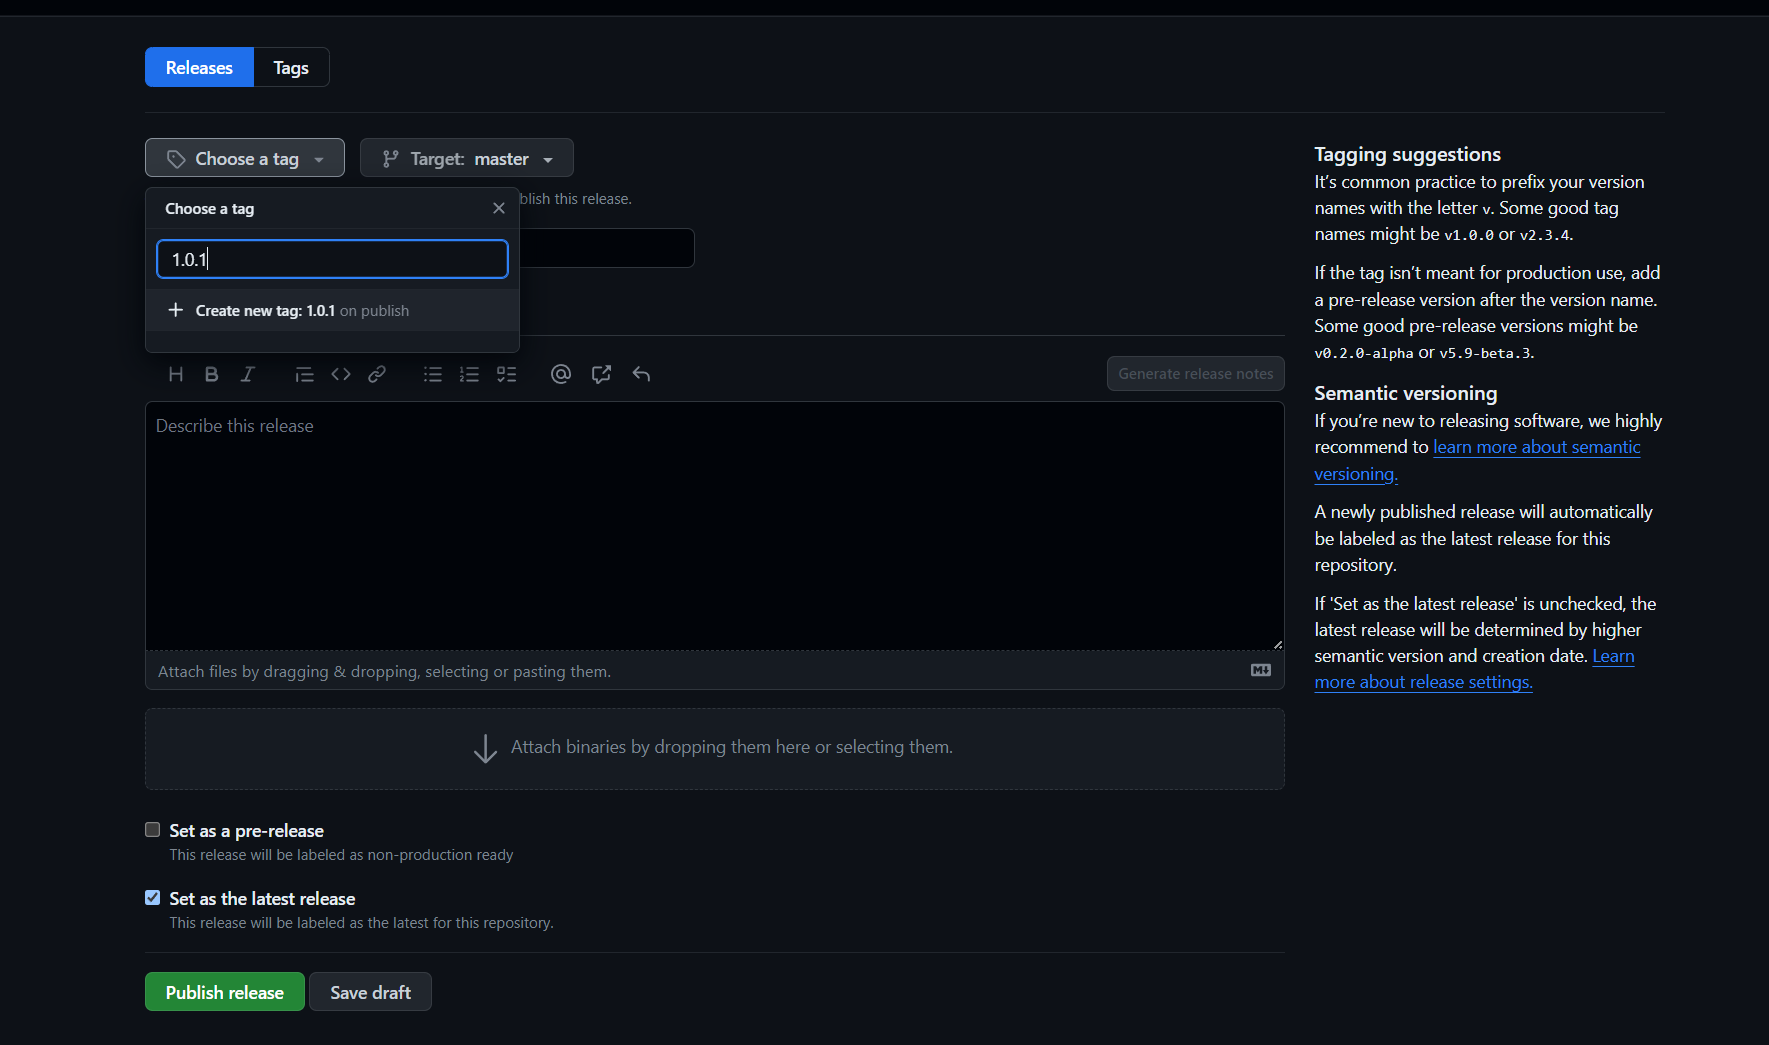 Releases
Tags
Choose a tag
Target: master
Choose a tag
blish this release.
1.0.1
Create new tag: 1.0.1 on publish
Generate release notes
Describe this release
Attach files by dragging & dropping, selecting or pasting them.
Attach binaries by dropping them here or selecting them.
Set as a pre-release
This release will be labeled as non-production ready
Set as the latest release
This release will be labeled as the latest for this repository.
Publish release
Save draft
Tagging suggestions
It’s common practice to prefix your version
names with the letter v. Some good tag
names might be v1.0.0 or v2.3.4.
If the tag isn’t meant for production use, add
a pre-release version after the version name.
Some good pre-release versions might be
v0.2.0-alpha or v5.9-beta.3.
Semantic versioning
If you’re new to releasing software, we highly
recommend to learn more about semantic
versioning.
A newly published release will automatically
be labeled as the latest release for this
repository.
If 'Set as the latest release' is unchecked, the
latest release will be determined by higher
semantic version and creation date. Learn
more about release settings.